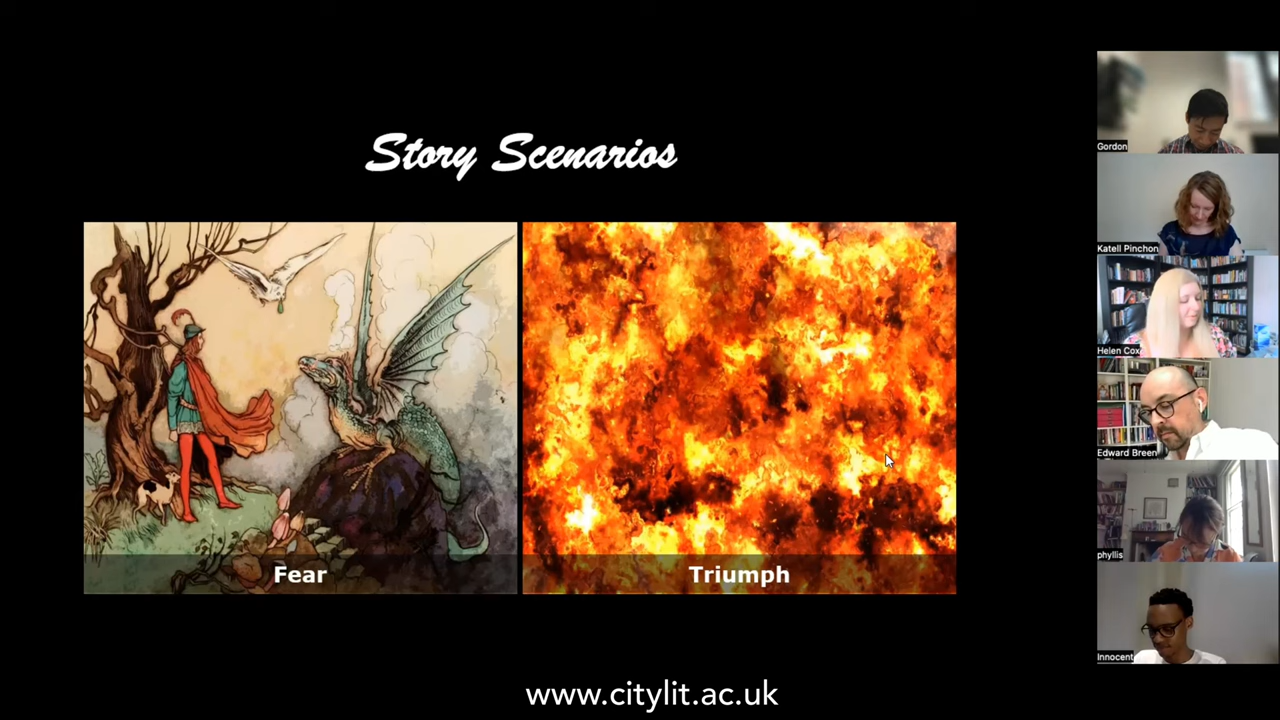 Story Scenarios
Fear
Triumph
www.citylit.ac.uk
Gordon
Katell Pinchon
Helen Cox
Edward Breen
phyllis
Innocent